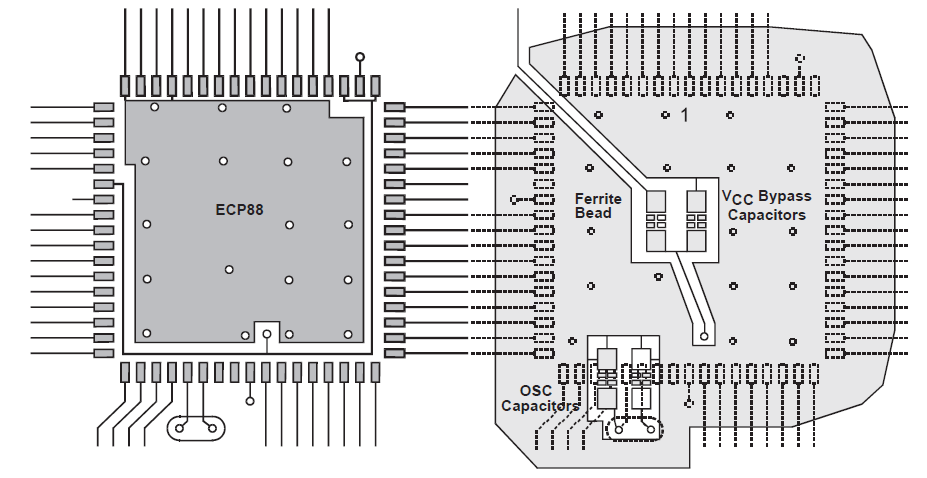 1
ECP88
Ferrite
Bead
VCC Bypass
Capacitors
OSC
Capacitors